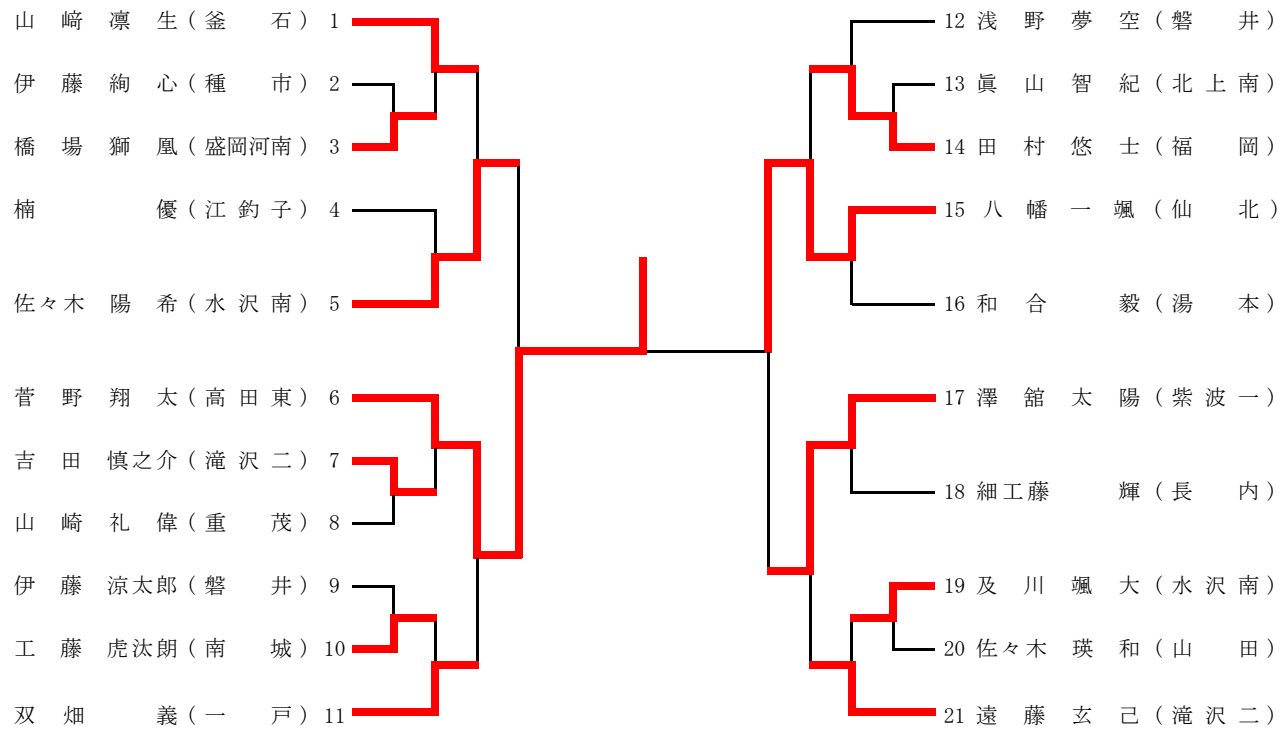 山﨑凛生(釜石) 1
伊藤絢心(種市) 2
橋場獅凰(盛岡河南) 3
楠優(江釣子) 4
佐々木陽希(水沢南) 5
菅野翔太(高田東) 6
吉田慎之介(滝沢二) 7
山崎礼偉(重茂) 8
伊藤涼太郎(磐井) 9
工藤虎汰朗(南城) 10
双畑義(一戸) 11
12 浅野夢空(磐井)
13 眞山智紀(北上南)
14 田村悠士(福岡)
15 八幡一颯(仙北)
16 和合毅(湯本)
17 澤舘太陽(紫波一)
18 細工藤輝(長内)
19 及川颯大(水沢南)
20 佐々木瑛和(山田)
21 遠藤玄己(滝沢二)